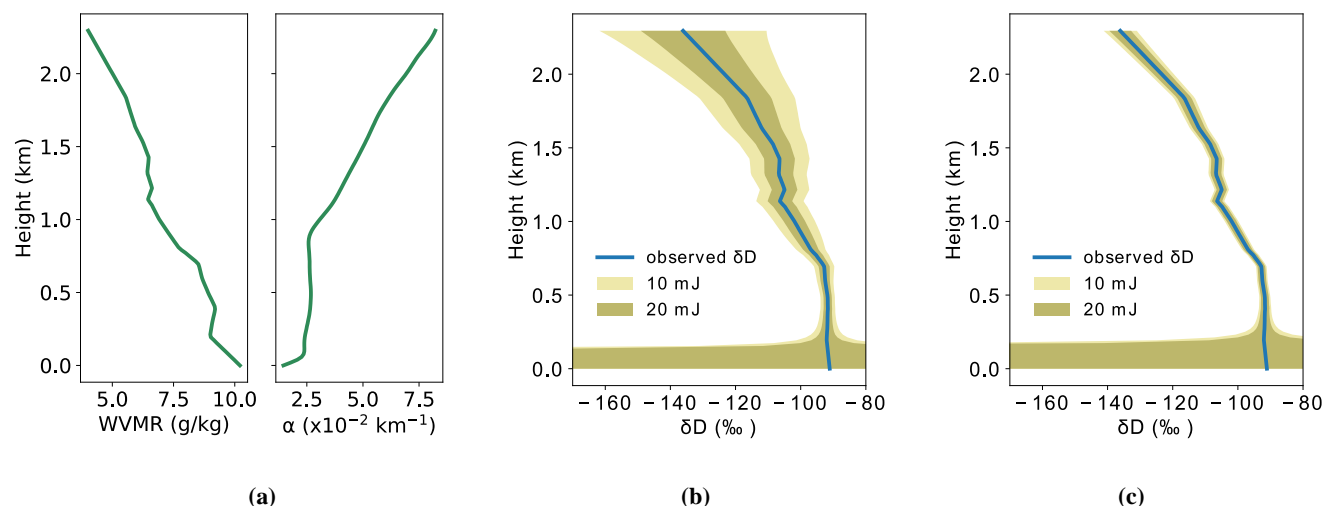 Height (km)
2.0
1.5
1.0
0.5
0.0
5.0 7.5 10.0
WVMR (g/kg)
2.5 5.0 7.5
α (x10⁻² km⁻¹)
(a)
Height (km)
2.0
1.5
1.0
0.5
0.0
observed δD
10 mJ
20 mJ
−160 −140 −120 −100 −80
δD (‰ )
(b)
Height (km)
2.0
1.5
1.0
0.5
0.0
observed δD
10 mJ
20 mJ
−160 −140 −120 −100 −80
δD (‰ )
(c)